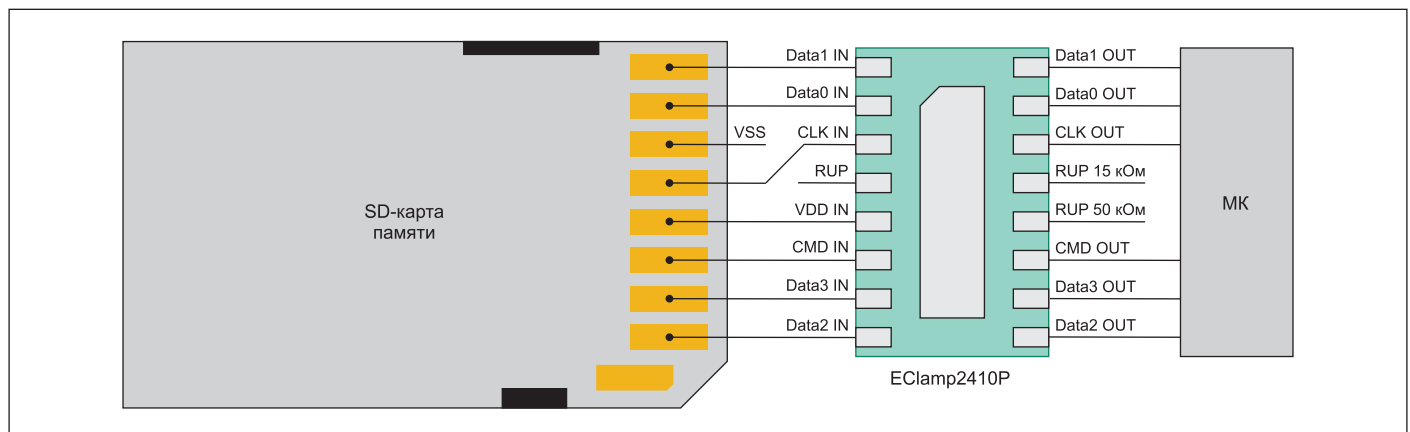 SD-карта
памяти
Data1 IN
Data0 IN
VSS
CLK IN
RUP
VDD IN
CMD IN
Data3 IN
Data2 IN
Data1 OUT
Data0 OUT
CLK OUT
RUP 15 кОм
RUP 50 кОм
CMD OUT
Data3 OUT
Data2 OUT
EClamp2410P
МК